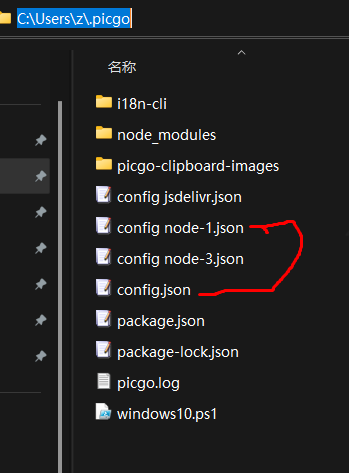 C:\Users\z\.picgo
名称
i18n-cli
node_modules
picgo-clipboard-images
config jsdelivr.json
config node-1.json
config node-3.json
config.json
package.json
package-lock.json
picgo.log
windows10.ps1